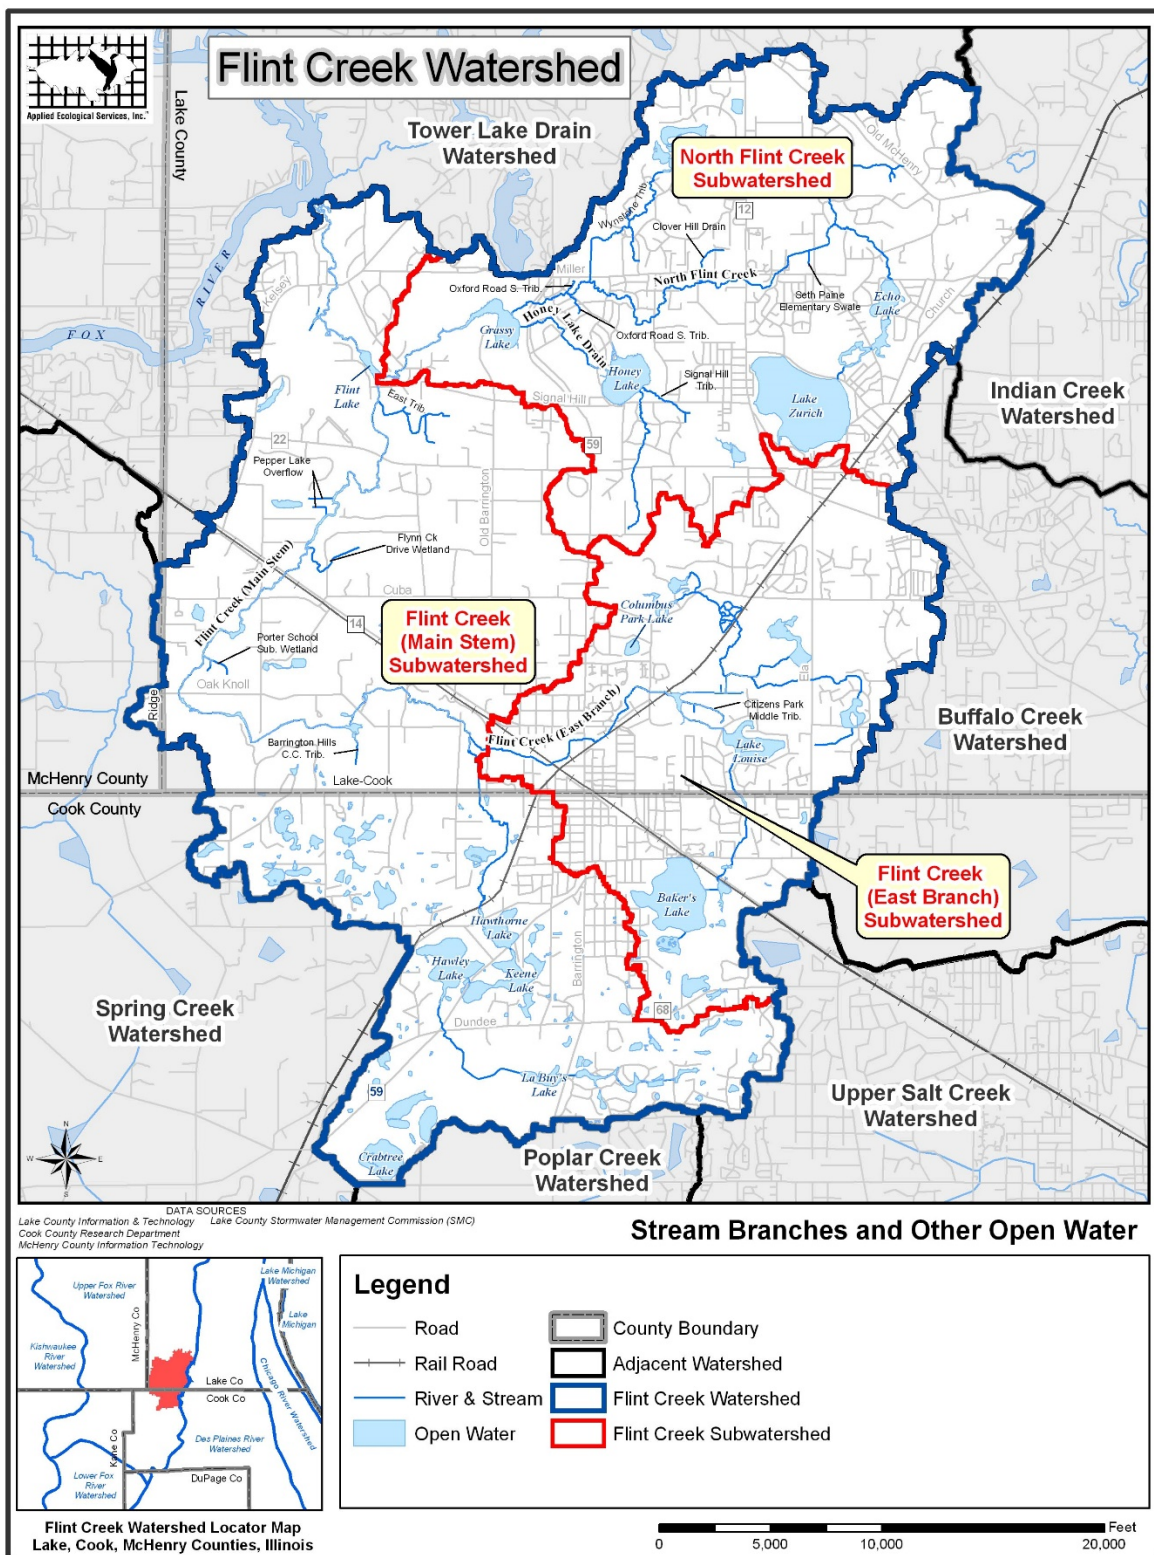 Flint Creek Watershed
Applied Ecological Services, Inc.™
Lake County
Tower Lake Drain
Watershed
North Flint Creek
Subwatershed
Old McHenry
Wynstone Trib.
12
Clover Hill Drain
Miller
North Flint Creek
Oxford Road S. Trib.
Seth Paine
Elementary Swale
Echo
Lake
Church
Kelsey
RIVER
FOX
Grassy
Lake
Honey Lake Drain
Oxford Road S. Trib.
Honey
Lake
Signal Hill
Trib.
Lake
Zurich
Flint
Lake
East Trib
Signal Hill
Indian Creek
Watershed
22
59
Pepper Lake
Overflow
Old Barrington
Flynn Ck
Drive Wetland
Flint Creek (Main Stem)
Cuba
14
Flint Creek
(Main Stem)
Subwatershed
Columbus
Park Lake
Ela
Porter School
Sub. Wetland
Oak Knoll
Ridge
Flint Creek (East Branch)
Citizens Park
Middle Trib.
Buffalo Creek
Watershed
Barrington Hills
C.C. Trib.
Lake
Louise
McHenry County
Lake-Cook
Cook County
Flint Creek
(East Branch)
Subwatershed
Baker's
Lake
Hawthorne
Lake
Hawley
Lake
Keene
Lake
Barrington
Spring Creek
Watershed
68
Dundee
La Buy's
Lake
59
Upper Salt Creek
Watershed
Poplar Creek
Watershed
Crabtree
Lake
N
W
E
S
DATA SOURCES
Lake County Information & Technology
Lake County Stormwater Management Commission (SMC)
Cook County Research Department
McHenry County Information Technology
Stream Branches and Other Open Water
Upper Fox River
Watershed
McHenry Co
Lake Michigan
Watershed
Lake
Michigan
Kishwaukee
River
Watershed
Lake Co
Cook Co
Chicago River Watershed
Kane Co
Des Plaines River
Watershed
Lower Fox
River
Watershed
DuPage Co
Flint Creek Watershed Locator Map
Lake, Cook, McHenry Counties, Illinois
Legend
Road
Rail Road
River & Stream
Open Water
County Boundary
Adjacent Watershed
Flint Creek Watershed
Flint Creek Subwatershed
Feet
0
5,000
10,000
20,000